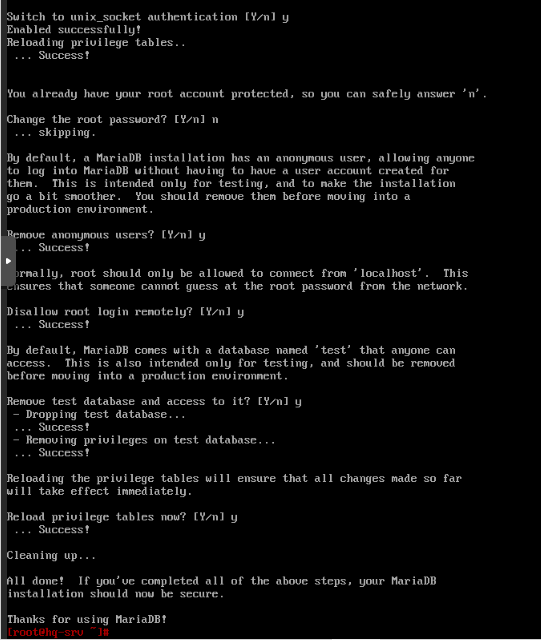 Switch to unix_socket authentication [Y/n] y
Enabled successfully!
Reloading privilege tables..
 ... Success!
You already have your root account protected, so you can safely answer 'n'.
Change the root password? [Y/n] n
 ... skipping.
By default, a MariaDB installation has an anonymous user, allowing anyone
to log into MariaDB without having to have a user account created for
them.  This is intended only for testing, and to make the installation
go a bit smoother.  You should remove them before moving into a
production environment.
Remove anonymous users? [Y/n] y
... Success!
ormally, root should only be allowed to connect from 'localhost'.  This
ensures that someone cannot guess at the root password from the network.
Disallow root login remotely? [Y/n] y
 ... Success!
By default, MariaDB comes with a database named 'test' that anyone can
access.  This is also intended only for testing, and should be removed
before moving into a production environment.
Remove test database and access to it? [Y/n] y
 - Dropping test database...
 ... Success!
 - Removing privileges on test database...
 ... Success!
Reloading the privilege tables will ensure that all changes made so far
will take effect immediately.
Reload privilege tables now? [Y/n] y
 ... Success!
Cleaning up...
All done!  If you've completed all of the above steps, your MariaDB
installation should now be secure.
Thanks for using MariaDB!
[root@hq-srv ~]#